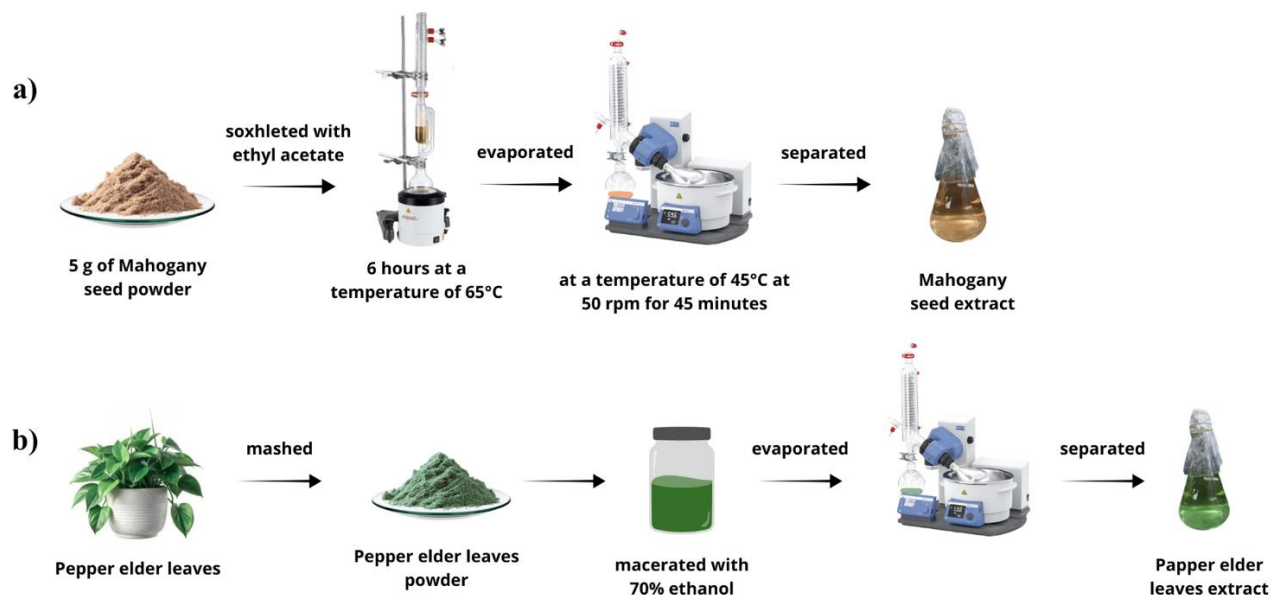 a)
soxhleted with
ethyl acetate
evaporated
separated
5 g of Mahogany
seed powder
6 hours at a
temperature of 65°C
at a temperature of 45°C at
50 rpm for 45 minutes
Mahogany
seed extract
b)
mashed
evaporated
separated
Pepper elder leaves
Pepper elder leaves
powder
macerated with
70% ethanol
Papper elder
leaves extract